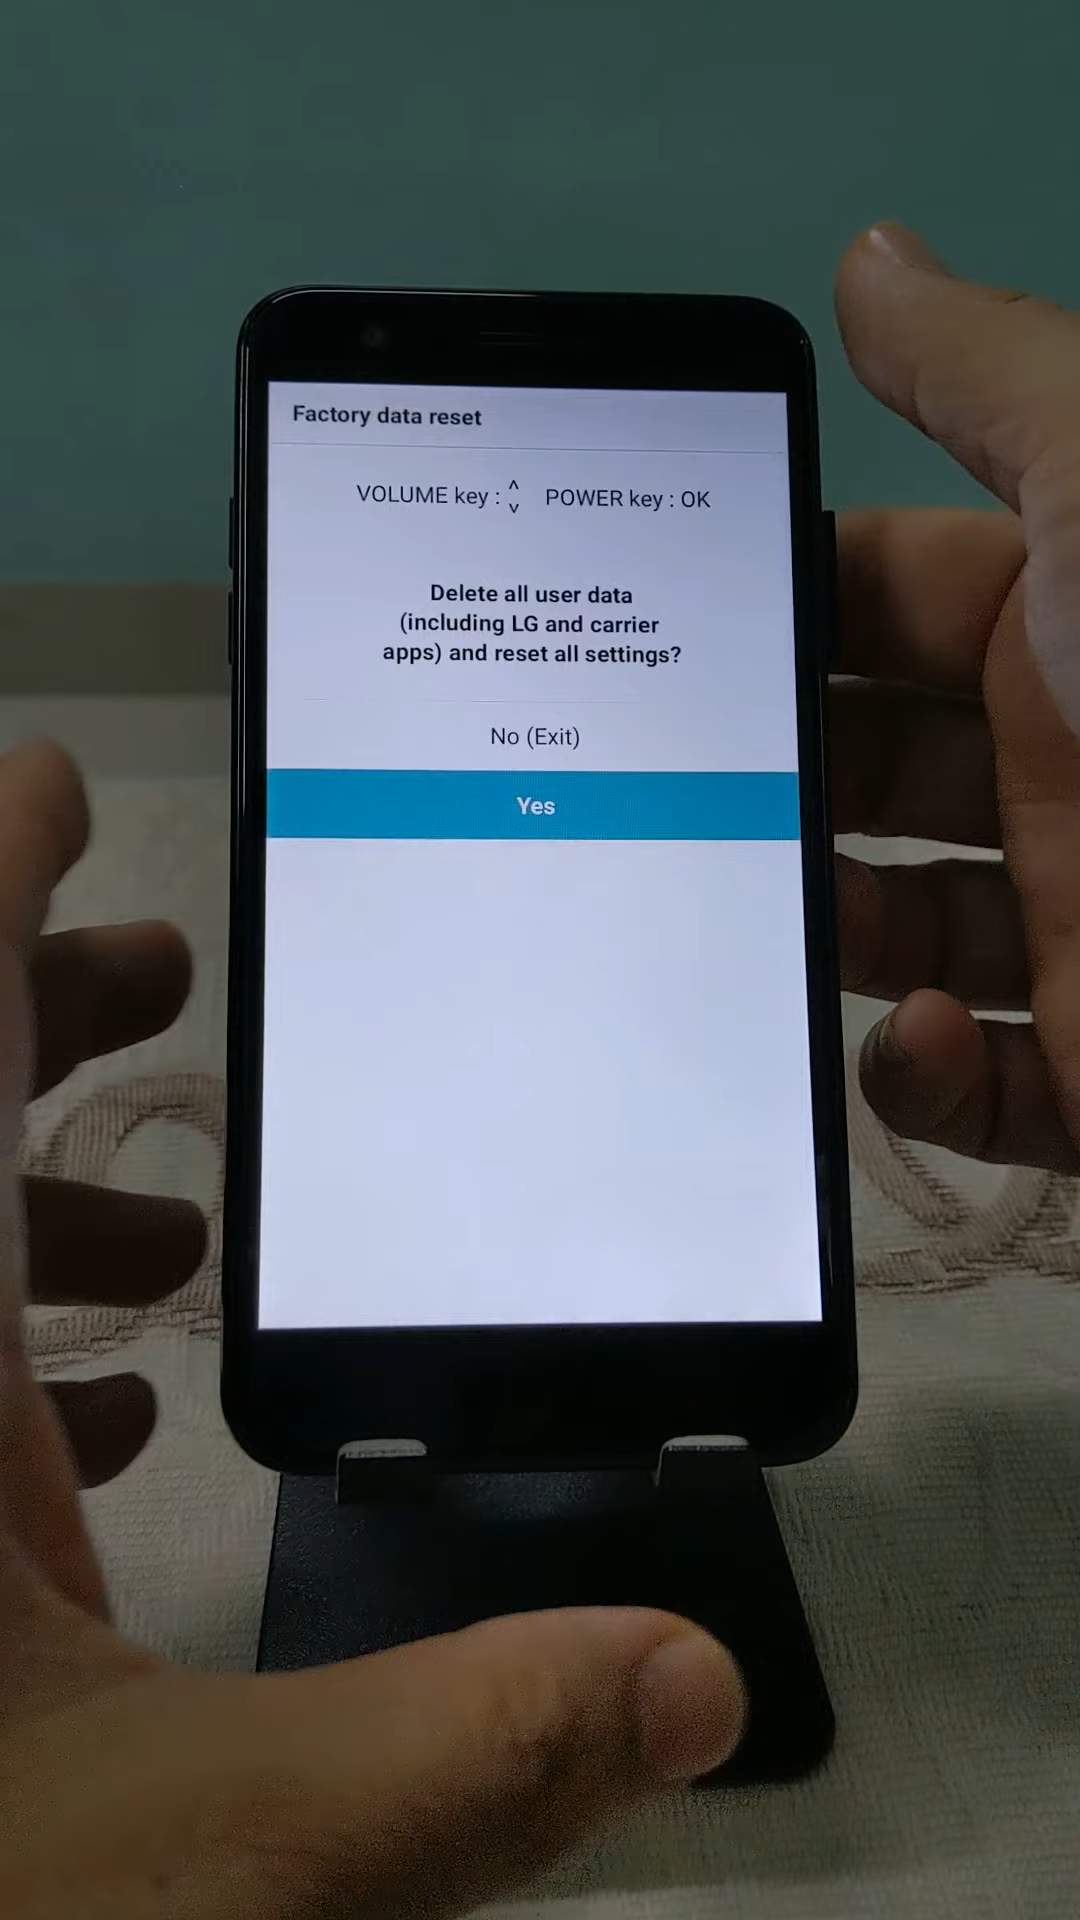 Factory data reset
VOLUME key : ^ v POWER key : OK
Delete all user data
(including LG and carrier
apps) and reset all settings?
No (Exit)
Yes